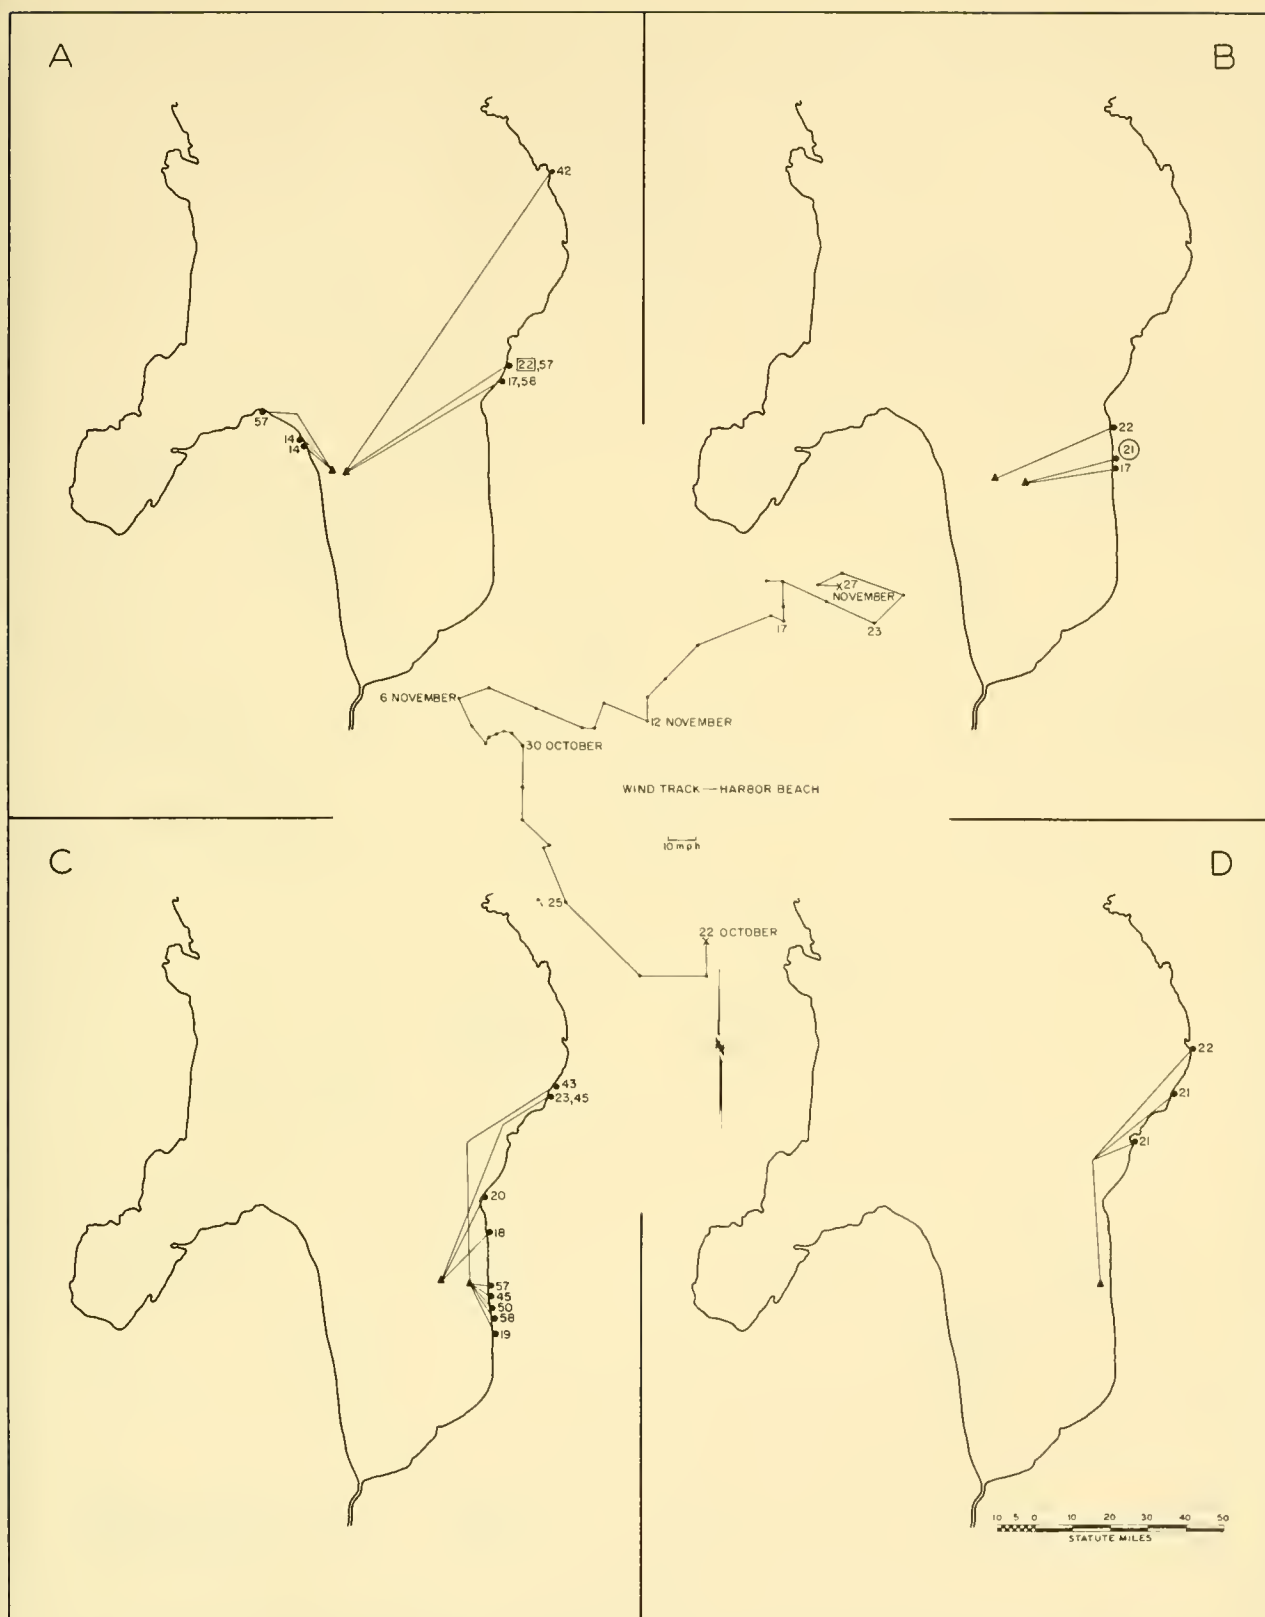 A
B
42
22,57
17,58
57
14
14
22
21
17
27
NOVEMBER
17
23
6 NOVEMBER
12 NOVEMBER
30 OCTOBER
WIND TRACK — HARBOR BEACH
10 mph
C
D
25
22 OCTOBER
43
23,45
20
18
57
45
50
58
19
22
21
21
10 5 0 10 20 30 40 50
STATUTE MILES